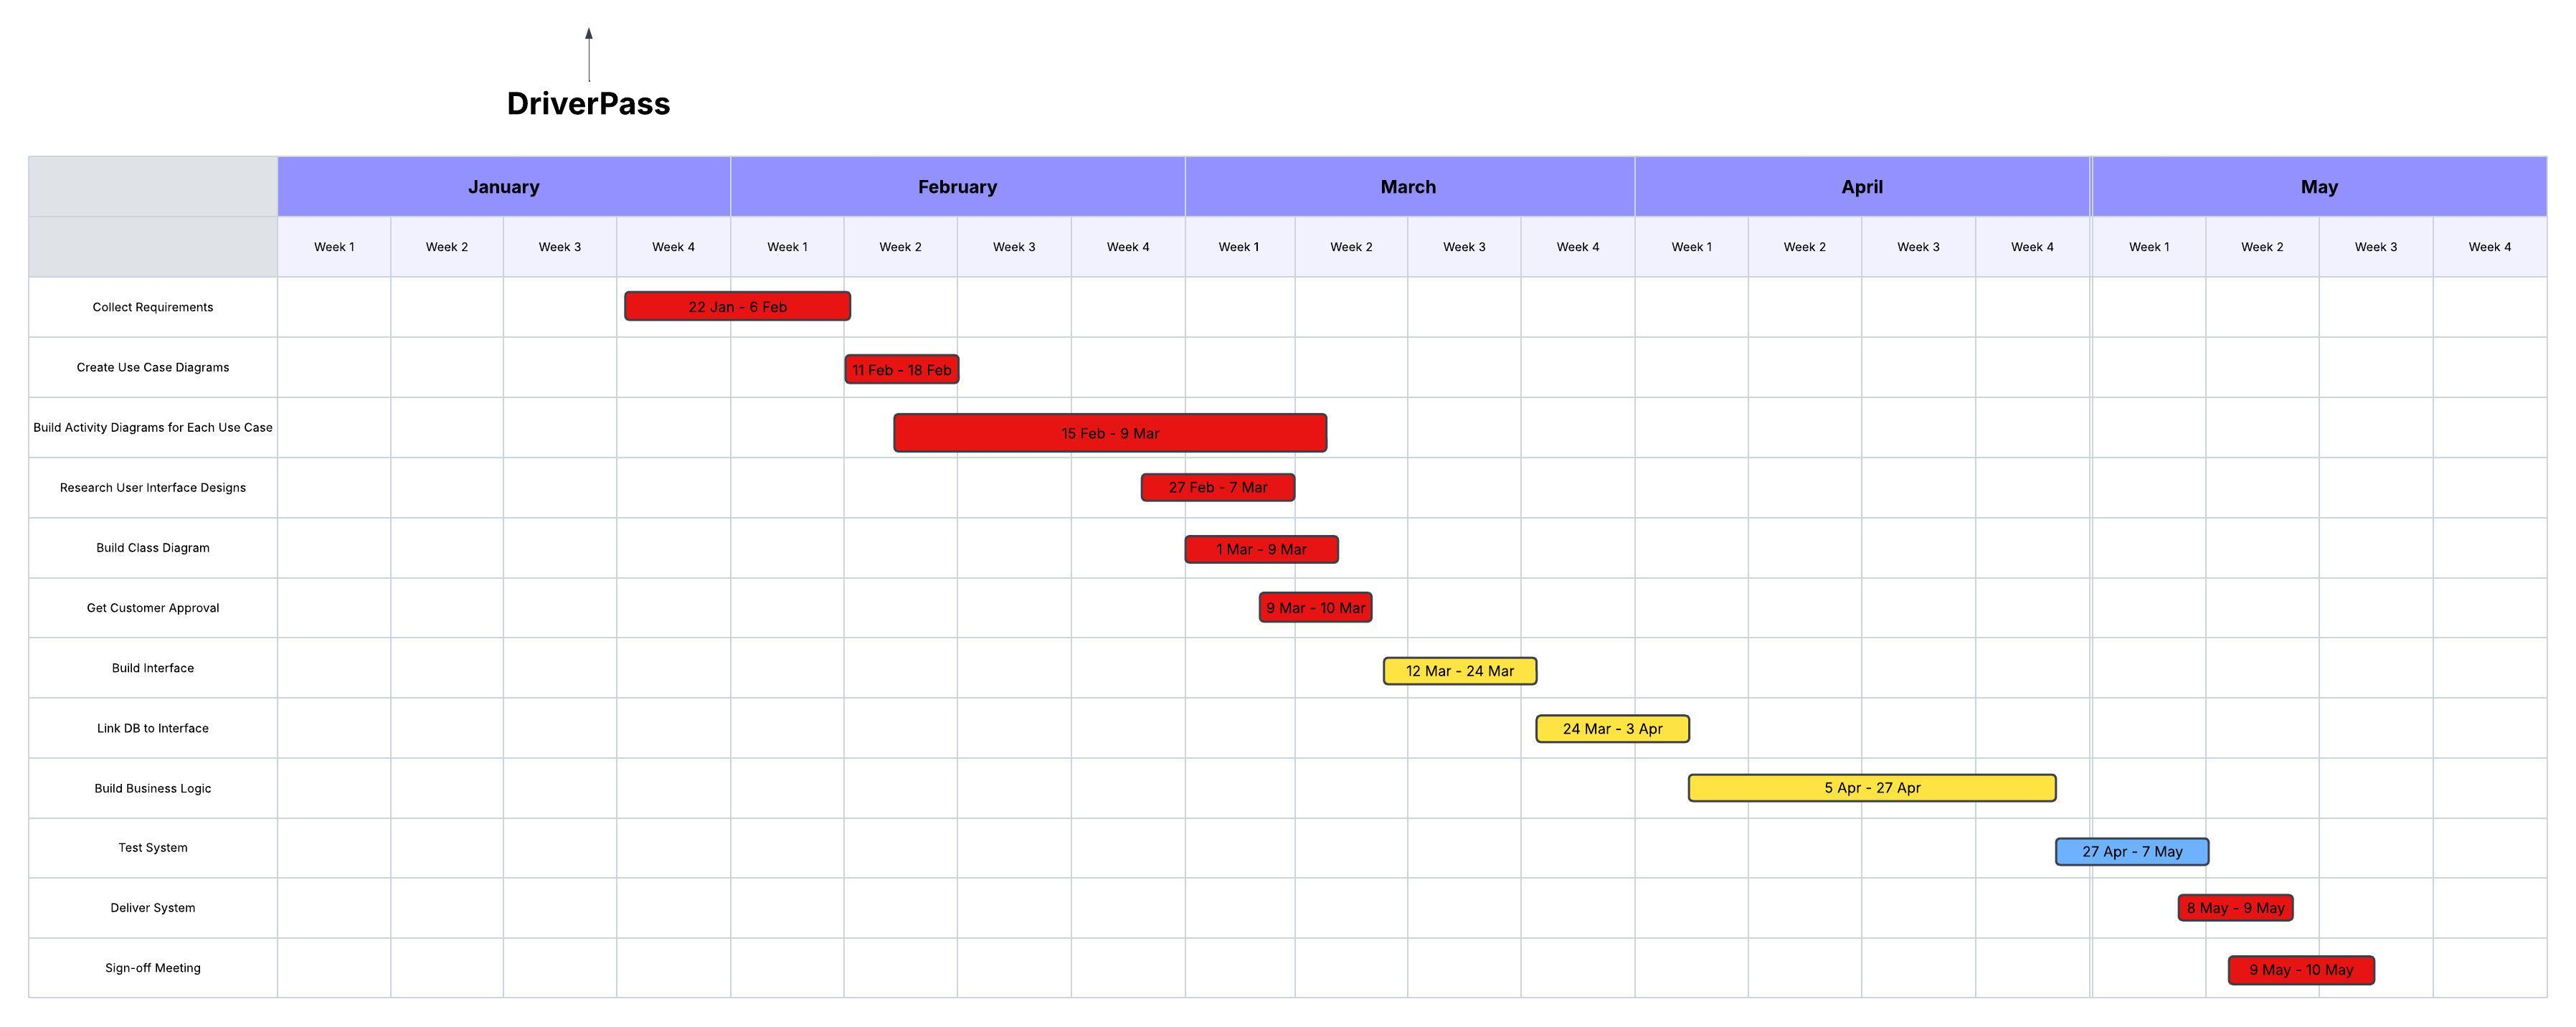 DriverPass
January February March April May
Week 1 Week 2 Week 3 Week 4 Week 1 Week 2 Week 3 Week 4 Week 1 Week 2 Week 3 Week 4 Week 1 Week 2 Week 3 Week 4 Week 1 Week 2 Week 3 Week 4
Collect Requirements 22 Jan - 6 Feb
Create Use Case Diagrams 11 Feb - 18 Feb
Build Activity Diagrams for Each Use Case 15 Feb - 9 Mar
Research User Interface Designs 27 Feb - 7 Mar
Build Class Diagram 1 Mar - 9 Mar
Get Customer Approval 9 Mar - 10 Mar
Build Interface 12 Mar - 24 Mar
Link DB to Interface 24 Mar - 3 Apr
Build Business Logic 5 Apr - 27 Apr
Test System 27 Apr - 7 May
Deliver System 8 May - 9 May
Sign-off Meeting 9 May - 10 May